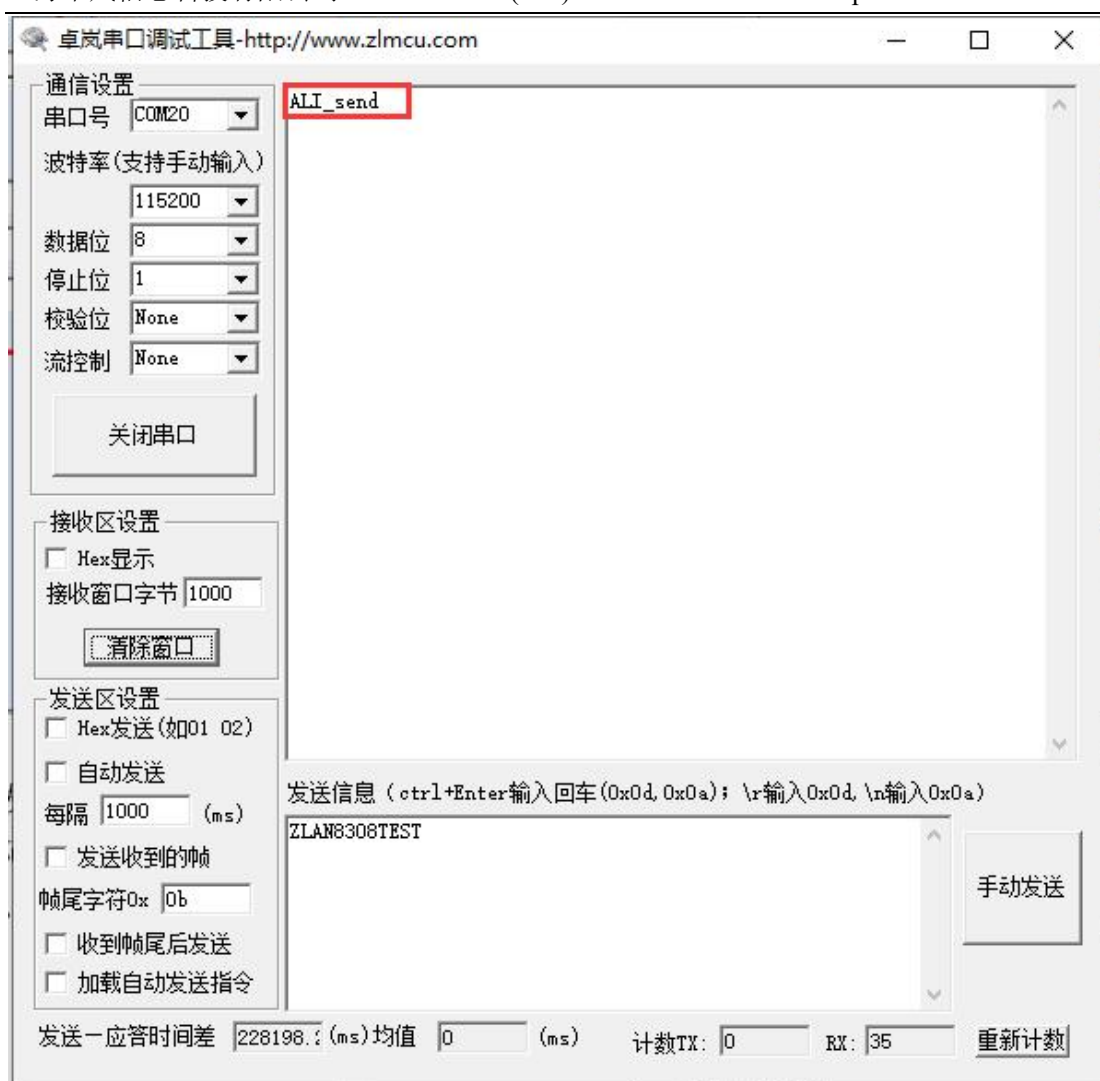 卓岚串口调试工具-http://www.zlmcu.com
通信设置
串口号 COM20
波特率(支持手动输入)
115200
数据位 8
停止位 1
校验位 None
流控制 None
关闭串口
接收区设置
Hex显示
接收窗口字节 1000
清除窗口
发送区设置
Hex发送(如01 02)
自动发送
每隔 1000 (ms)
发送收到的帧
帧尾字符0x 0b
收到帧尾后发送
加载自动发送指令
ALI_send
发送信息（ctrl+Enter输入回车(0x0d,0x0a)；\r输入0x0d,\n输入0x0a）
ZLAN8308TEST
手动发送
发送一应答时间差 228198. (ms)均值 0 (ms) 计数TX: 0 RX: 35 重新计数